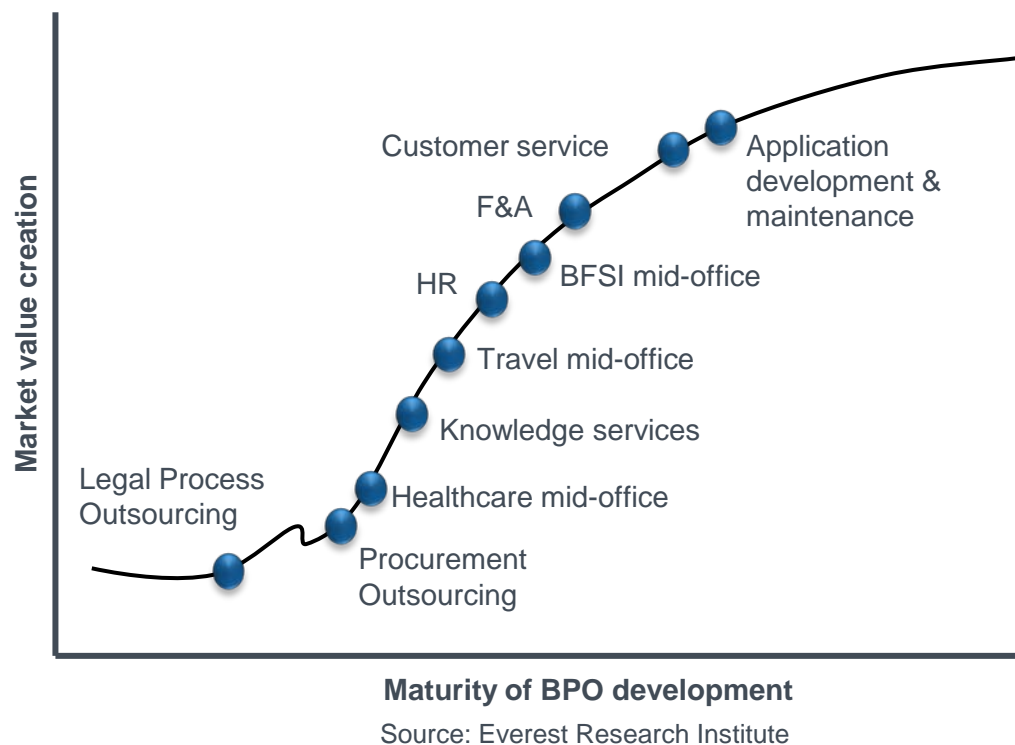 Market value creation
Customer service
Application
development &
maintenance
F&A
BFSI mid-office
HR
Travel mid-office
Knowledge services
Legal Process
Outsourcing
Healthcare mid-office
Procurement
Outsourcing
Maturity of BPO development
Source: Everest Research Institute